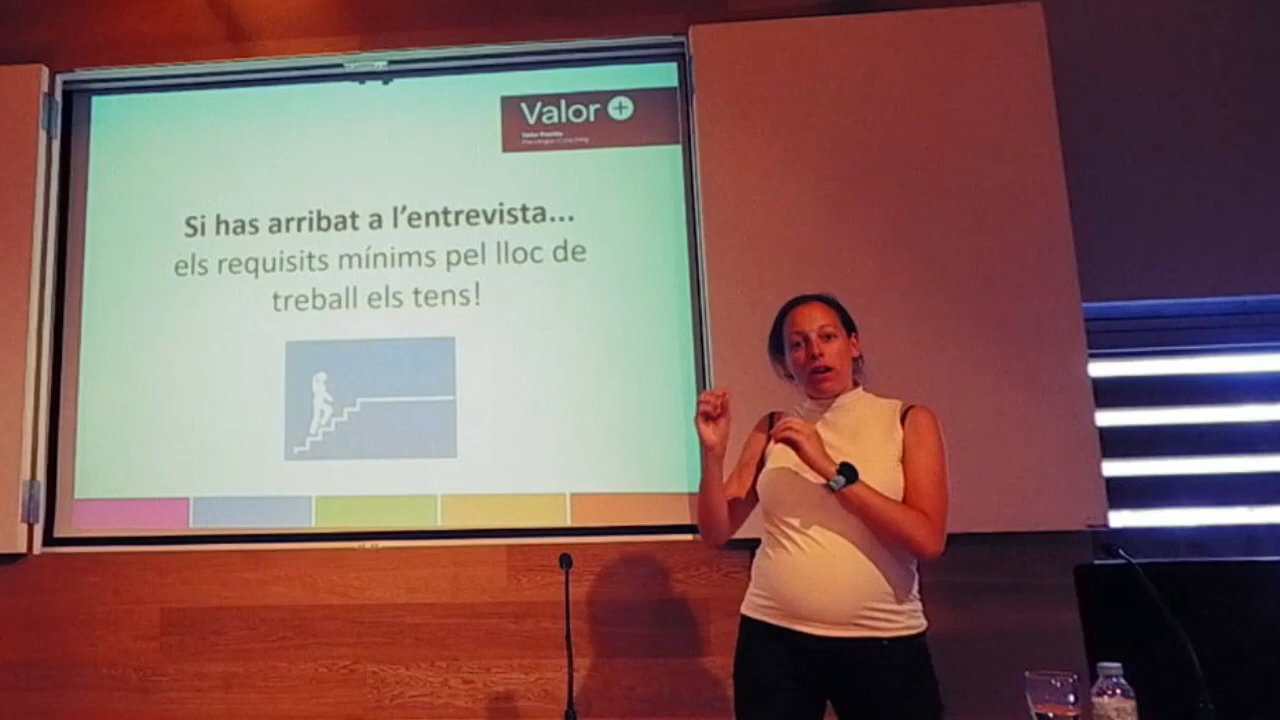 Valor +
Si has arribat a l'entrevista...
els requisits mínims pel lloc de
treball els tens!